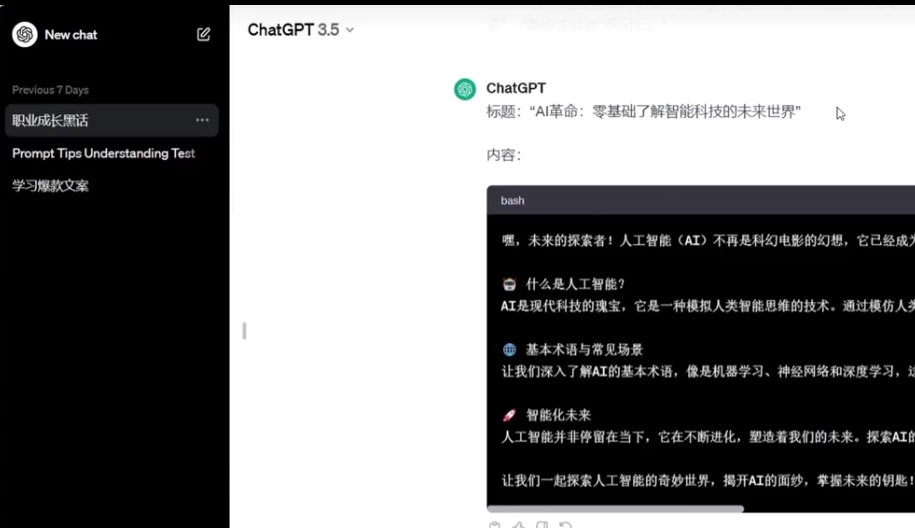 New chat
Previous 7 Days
职业成长黑话
Prompt Tips Understanding Test
学习爆款文案
ChatGPT 3.5
ChatGPT
标题：“AI革命：零基础了解智能科技的未来世界”
内容：
bash
嘿，未来的探索者！人工智能（AI）不再是科幻电影的幻想，它已经成为
什么是人工智能？
AI是现代科技的瑰宝，它是一种模拟人类智能思维的技术。通过模仿人类
基本术语与常见场景
让我们深入了解AI的基本术语，像是机器学习、神经网络和深度学习，这
智能化未来
人工智能并非停留在当下，它在不断进化，塑造着我们的未来。探索AI的
让我们一起探索人工智能的奇妙世界，揭开AI的面纱，掌握未来的钥匙！